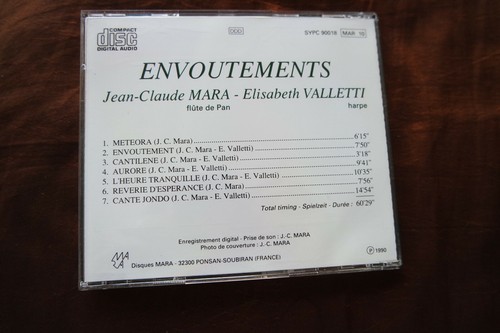 COMPACT
disc
DIGITAL AUDIO
DDD
SYPC 90018 MAR 10
ENVOUTEMENTS
Jean-Claude MARA - Elisabeth VALLETTI
flûte de Pan harpe
1. METEORA (J. C. Mara) 6'15"
2. ENVOUTEMENT (J. C. Mara - E. Valletti) 7'50"
3. CANTILENE (J. C. Mara - E. Valletti) 3'18"
4. AURORE (J. C. Mara - E. Valletti) 9'41"
5. L'HEURE TRANQUILLE (J. C. Mara - E. Valletti) 10'35"
6. REVERIE D'ESPERANCE (J. C. Mara) 7'56"
7. CANTE JONDO (J. C. Mara - E. Valletti) 14'54"
Total timing - Spielzeit - Durée : 60'29"
Enregistrement digital - Prise de son : J.-C. MARA
Photo de couverture : J.-C. MARA
Disques MARA - 32300 PONSAN-SOUBIRAN (FRANCE)
℗ 1990